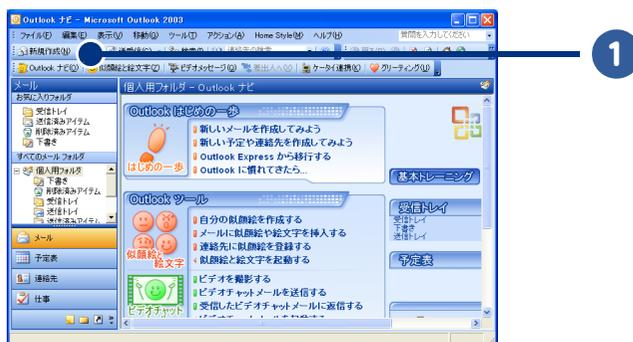 Outlook ナビ - Microsoft Outlook 2003
ファイル(F) 編集(E) 表示(V) 移動(G) ツール(T) アクション(A) Home Style(M) ヘルプ(H) 質問を入力してください
新規作成(N)
1
Outlook ナビ(O) 似顔絵と絵文字(Z) ビデオメッセージ(Q) 差出人へ ケータイ連携(K) グリーティング(U)
メール
個人用フォルダ - Outlook ナビ
お気に入りフォルダ
受信トレイ
送信済みアイテム
削除済みアイテム
下書き
すべてのメール フォルダ
個人用フォルダ
下書き
削除済みアイテム
受信トレイ
送信トレイ
送信済みアイテム
メール
予定表
連絡先
仕事
Outlook はじめの一歩
はじめの一歩
新しいメールを作成してみよう
新しい予定や連絡先を作成してみよう
Outlook Express から移行する
Outlook に慣れてきたら...
Outlook ツール
似顔絵と
絵文字
自分の似顔絵を作成する
メールに似顔絵や絵文字を挿入する
連絡先に似顔絵を登録する
似顔絵と絵文字を起動する
ビデオチャット
ビデオを撮影する
ビデオチャットメールを送信する
受信したビデオチャットメールに返信する
基本トレーニング
受信トレイ
受信トレイ
下書き
送信トレイ
予定表